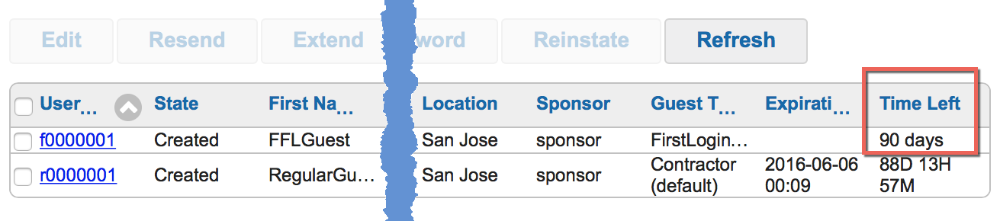 Edit Resend Extend word Reinstate Refresh
User... State First Na... Location Sponsor Guest T... Expirati... Time Left
f0000001 Created FFLGuest San Jose sponsor FirstLogin... 90 days
r0000001 Created RegularGu... San Jose sponsor Contractor (default) 2016-06-06 00:09 88D 13H 57M